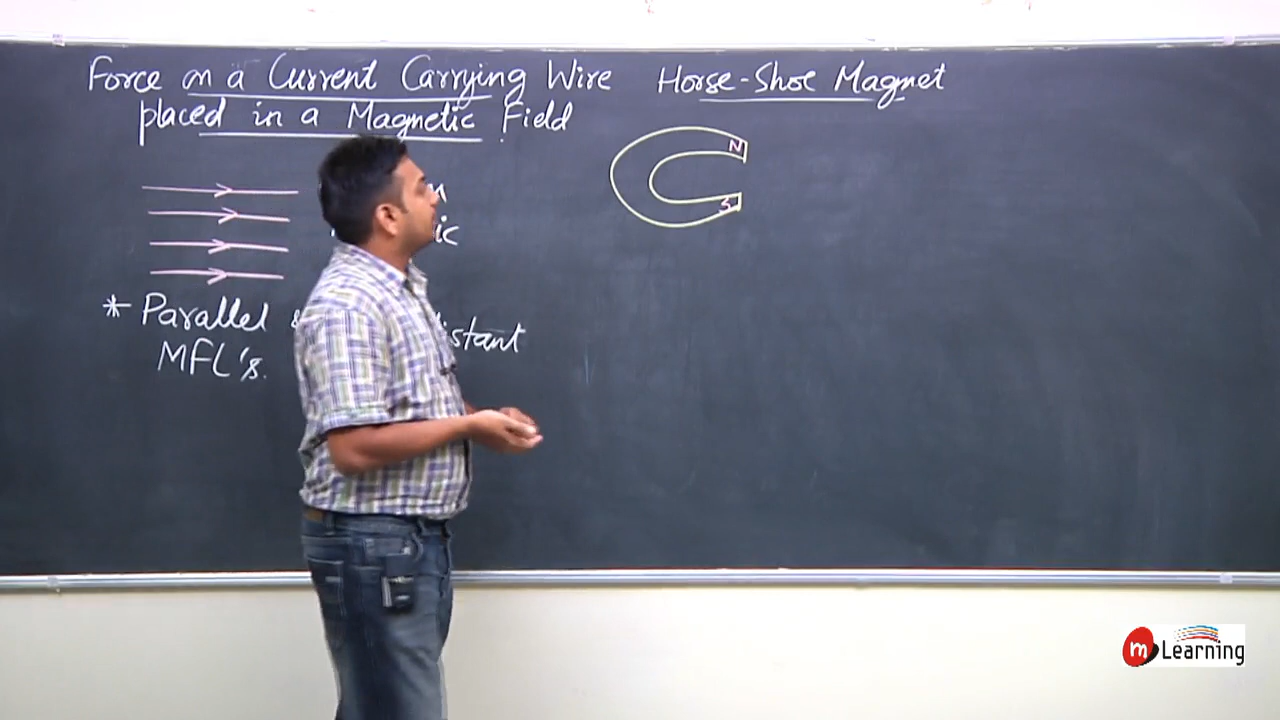 Force on a Current Carrying Wire
placed in a Magnetic Field
* Parallel &
MFL's.
Horse-Shoe Magnet
N
S
m Learning